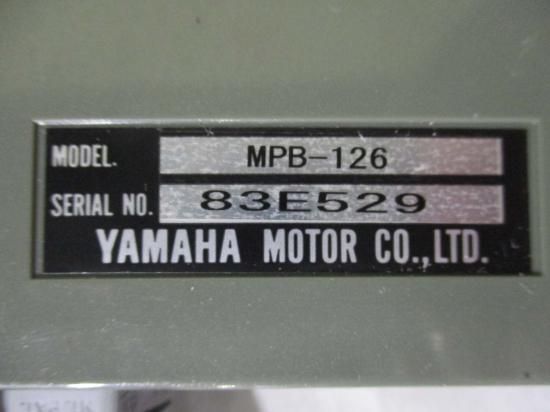 MODEL. MPB-126
SERIAL NO. 83E529
YAMAHA MOTOR CO.,LTD.